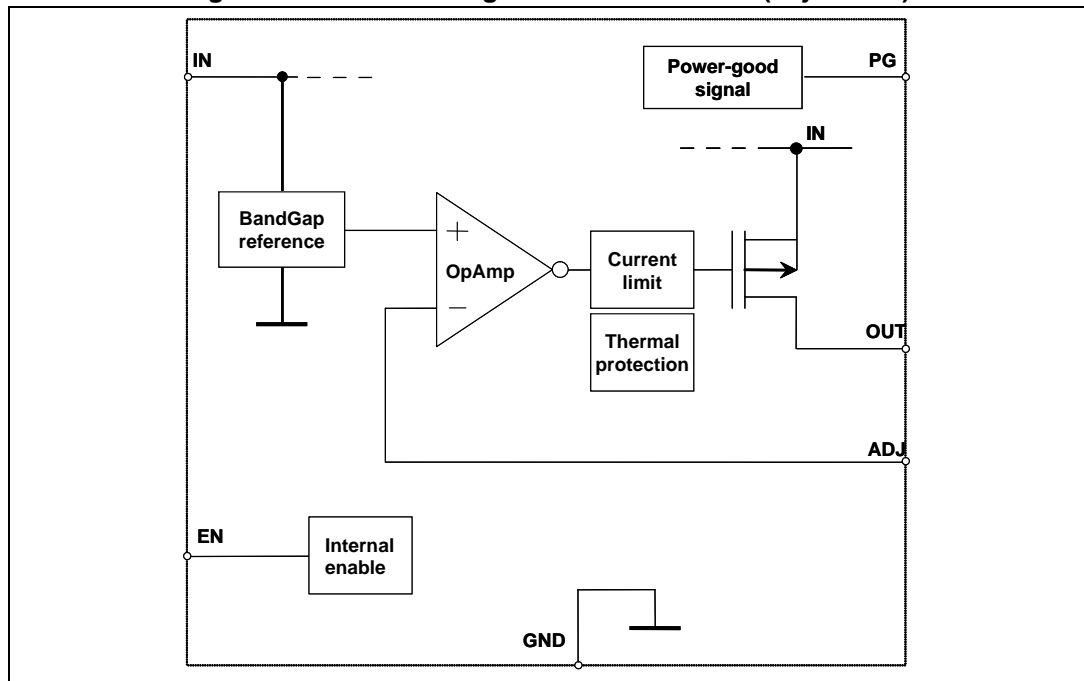 IN
Power-good
signal
PG
IN
BandGap
reference
+
OpAmp
−
Current
limit
Thermal
protection
OUT
ADJ
EN
Internal
enable
GND